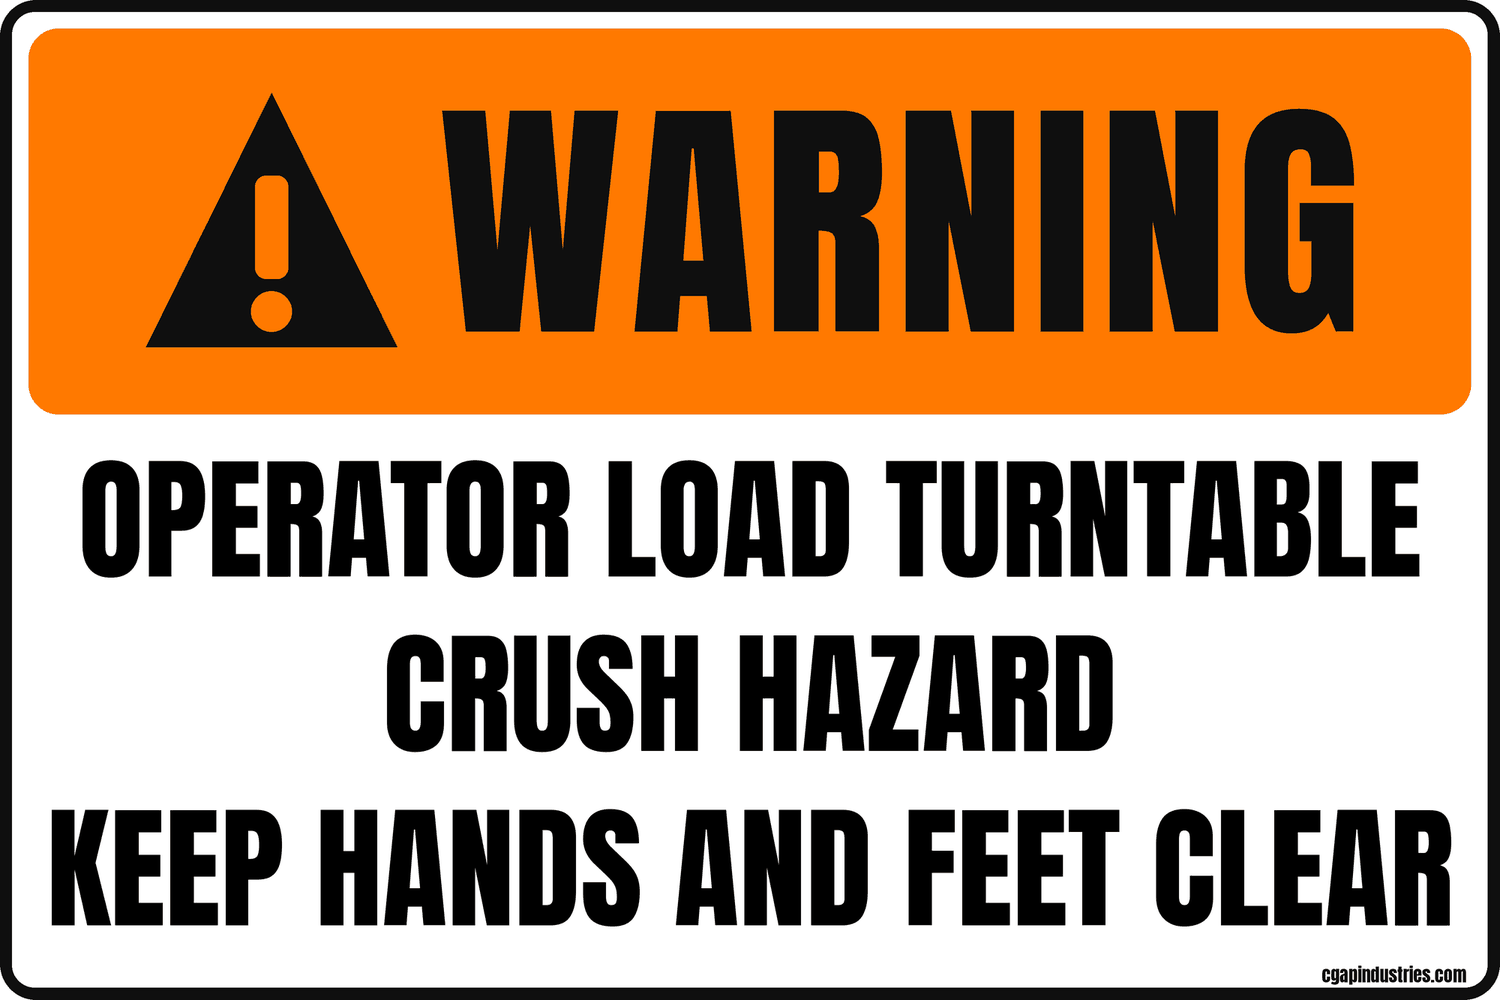 WARNING
OPERATOR LOAD TURNTABLE
CRUSH HAZARD
KEEP HANDS AND FEET CLEAR
cgapindustries.com